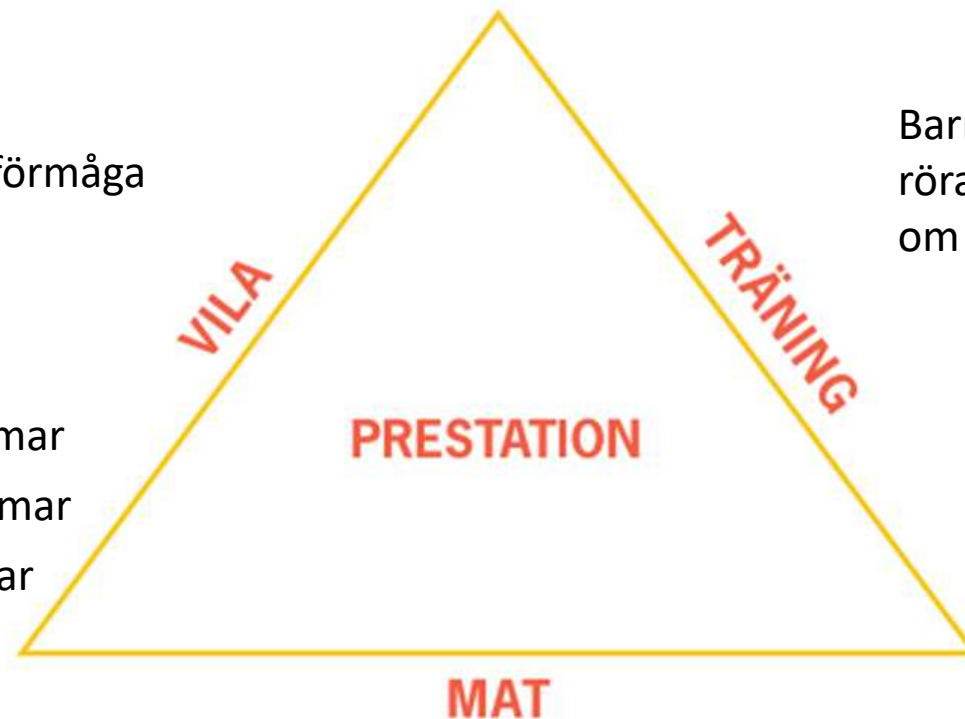 förmåga
mar
mar
ar
VILA
PRESTATION
TRÄNING
MAT
Bar
röra
om